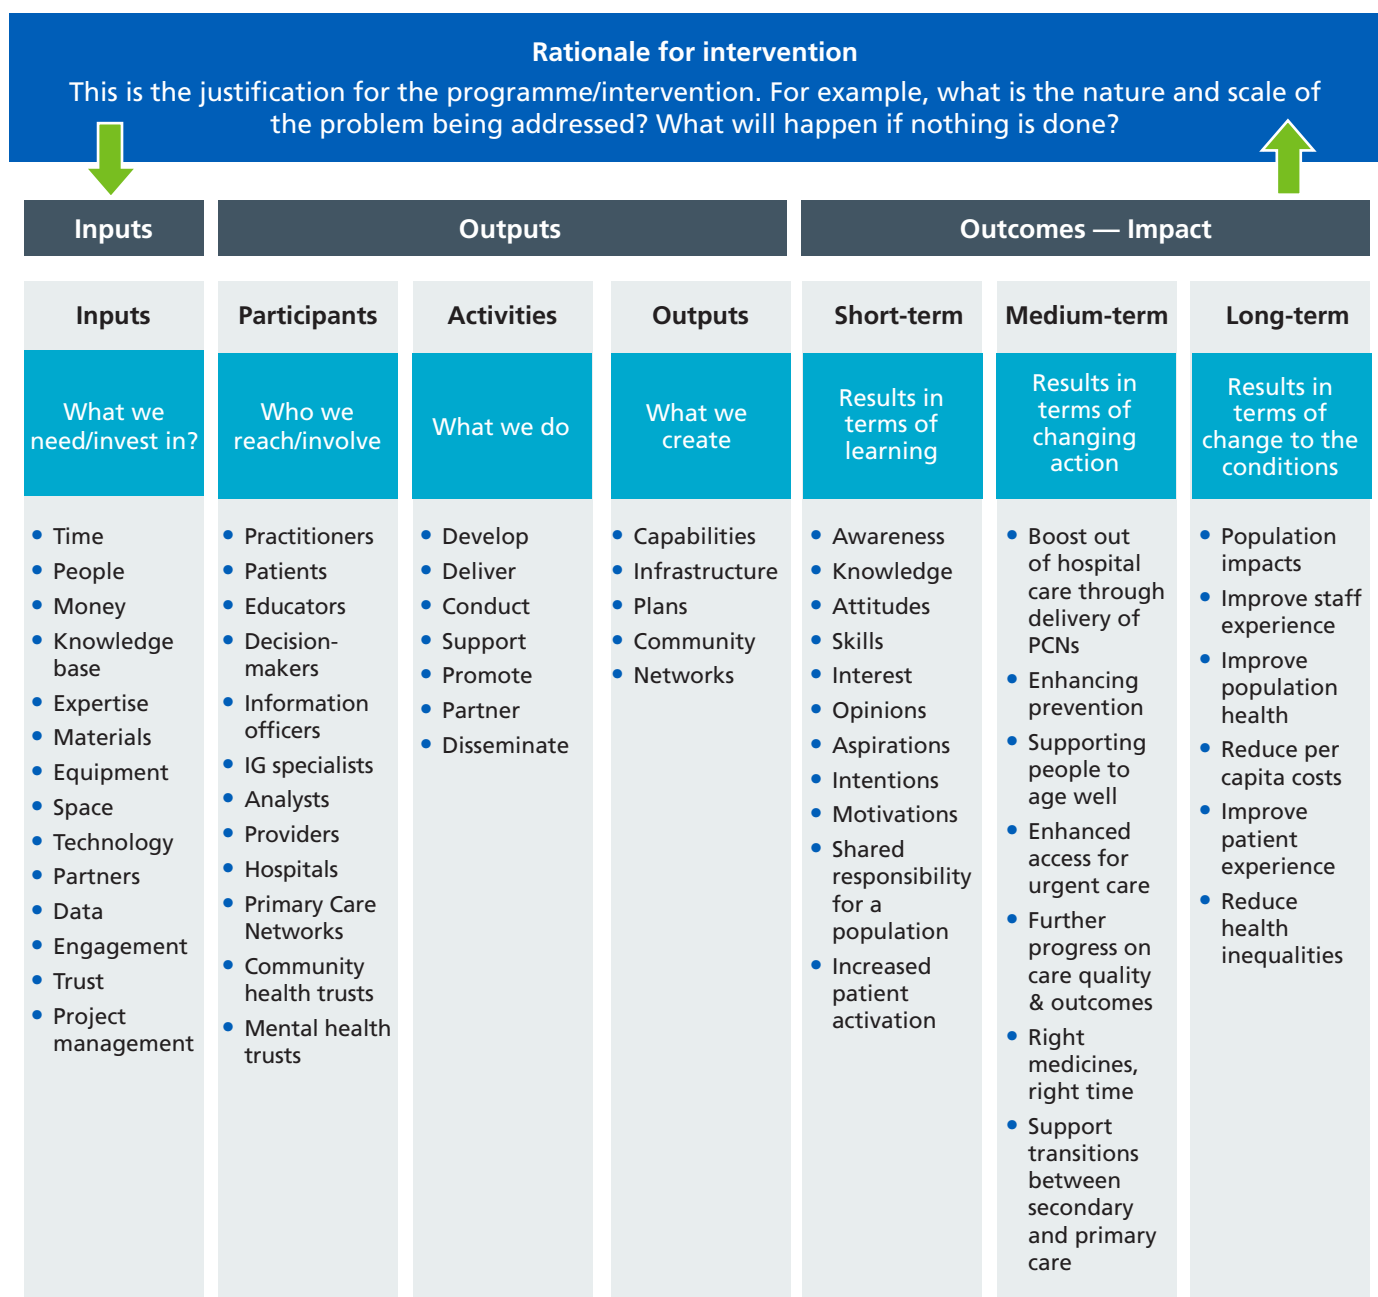 Rationale for intervention
This is the justification for the programme/intervention. For example, what is the nature and scale of
the problem being addressed? What will happen if nothing is done?
Inputs
Outputs
Outcomes — Impact
Inputs
What we
need/invest in?
• Time
• People
• Money
• Knowledge
base
• Expertise
• Materials
• Equipment
• Space
• Technology
• Partners
• Data
• Engagement
• Trust
• Project
management
Participants
Who we
reach/involve
• Practitioners
• Patients
• Educators
• Decision-
makers
• Information
officers
• IG specialists
• Analysts
• Providers
• Hospitals
• Primary Care
Networks
• Community
health trusts
• Mental health
trusts
Activities
What we do
• Develop
• Deliver
• Conduct
• Support
• Promote
• Partner
• Disseminate
Outputs
What we
create
• Capabilities
• Infrastructure
• Plans
• Community
• Networks
Short-term
Results in
terms of
learning
• Awareness
• Knowledge
• Attitudes
• Skills
• Interest
• Opinions
• Aspirations
• Intentions
• Motivations
• Shared
responsibility
for a
population
• Increased
patient
activation
Medium-term
Results in
terms of
changing
action
• Boost out
of hospital
care through
delivery of
PCNs
• Enhancing
prevention
• Supporting
people to
age well
• Enhanced
access for
urgent care
• Further
progress on
care quality
& outcomes
• Right
medicines,
right time
• Support
transitions
between
secondary
and primary
care
Long-term
Results in
terms of
change to the
conditions
• Population
impacts
• Improve staff
experience
• Improve
population
health
• Reduce per
capita costs
• Improve
patient
experience
• Reduce
health
inequalities